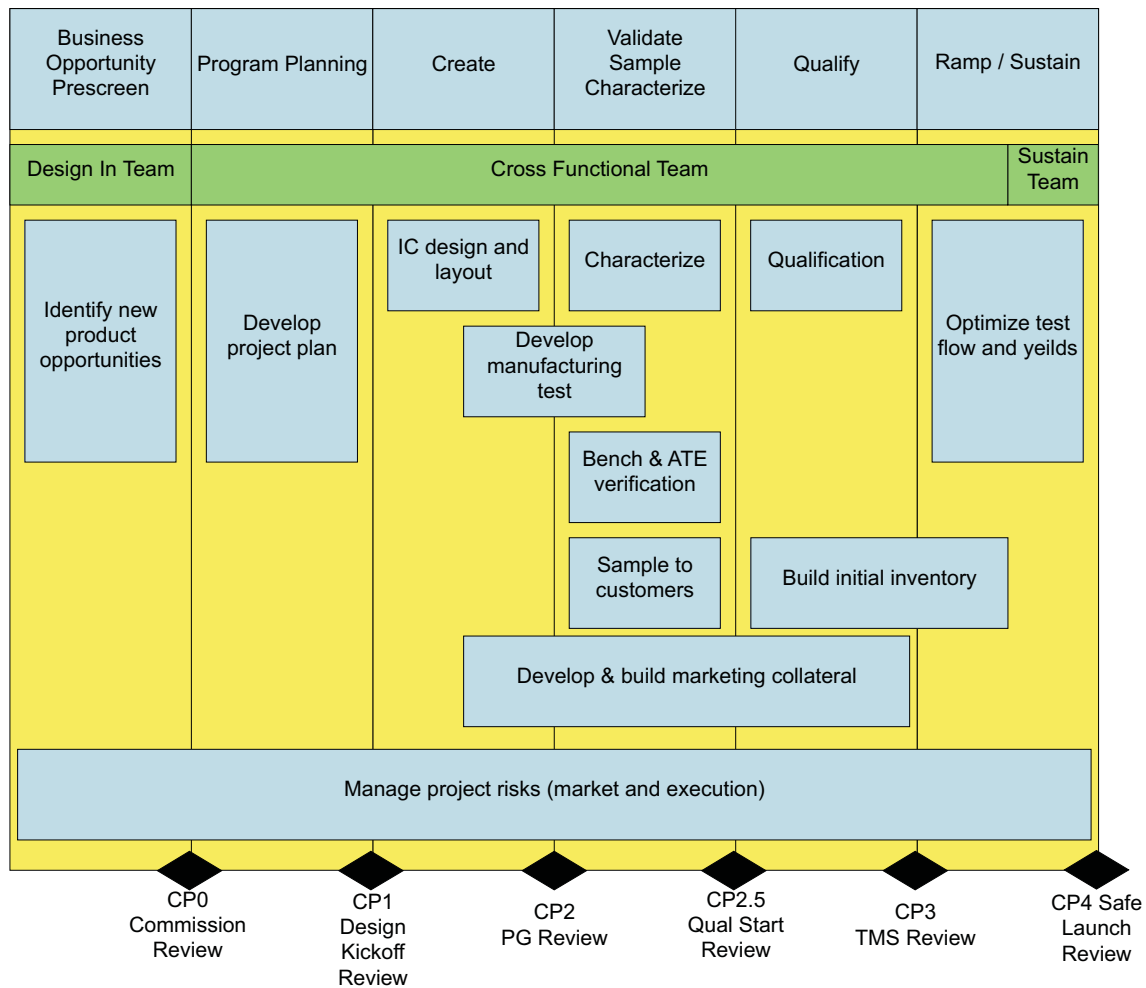 Business
Opportunity
Prescreen
Program Planning
Create
Validate
Sample
Characterize
Qualify
Ramp / Sustain
Design In Team
Cross Functional Team
Sustain
Team
Identify new
product
opportunities
Develop
project plan
IC design and
layout
Characterize
Qualification
Optimize test
flow and yeilds
Develop
manufacturing
test
Bench & ATE
verification
Sample to
customers
Build initial inventory
Develop & build marketing collateral
Manage project risks (market and execution)
CP0
Commission
Review
CP1
Design
Kickoff
Review
CP2
PG Review
CP2.5
Qual Start
Review
CP3
TMS Review
CP4 Safe
Launch
Review